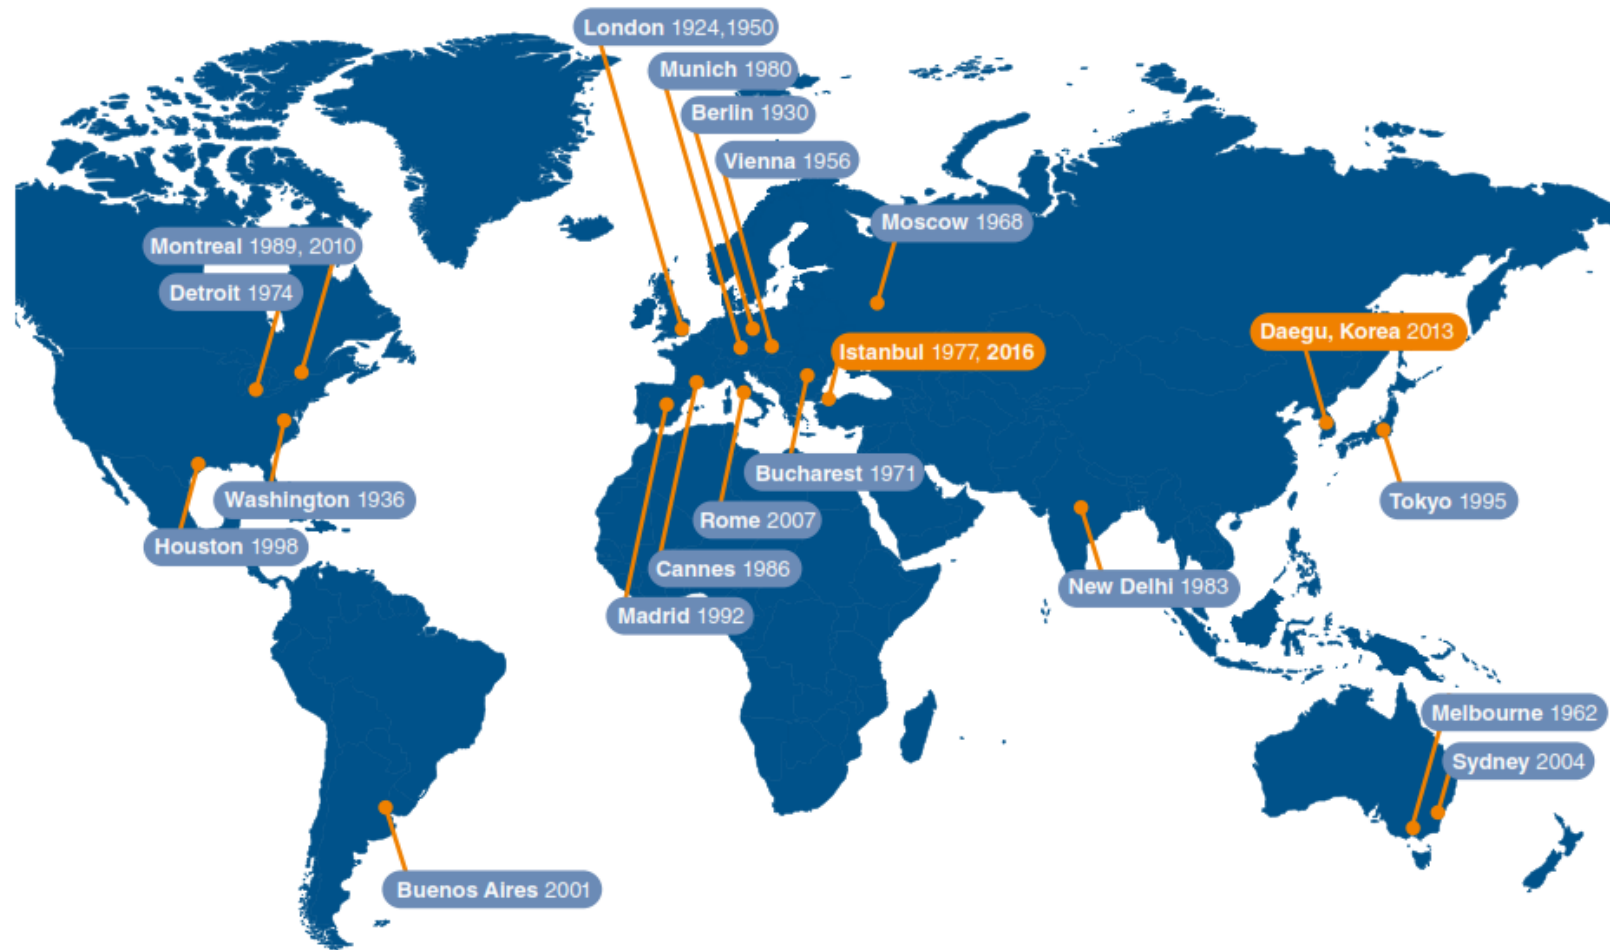 London 1924,1950
Munich 1980
Berlin 1930
Vienna 1956
Moscow 1968
Montreal 1989, 2010
Detroit 1974
Daegu, Korea 2013
Istanbul 1977, 2016
Bucharest 1971
Washington 1936
Tokyo 1995
Rome 2007
Houston 1998
Cannes 1986
New Delhi 1983
Madrid 1992
Melbourne 1962
Sydney 2004
Buenos Aires 2001